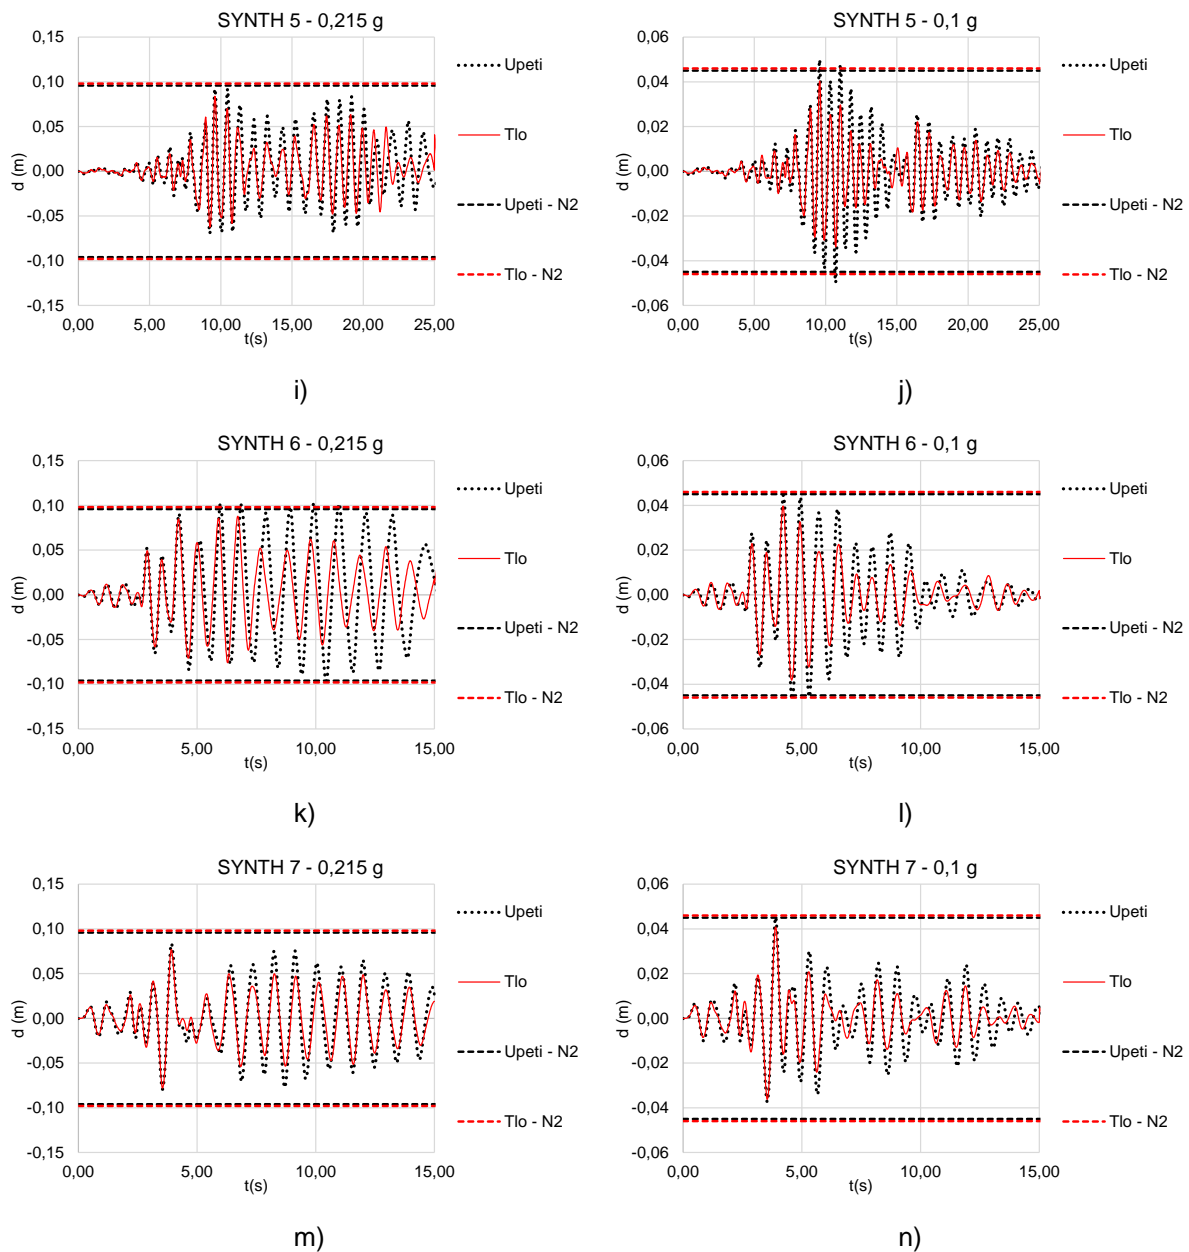 SYNTH 5 - 0,215 g
0,15
0,10
0,05
0,00
-0,05
-0,10
-0,15
d (m)
0,00 5,00 10,00 15,00 20,00 25,00
t(s)
Upeti
Tlo
Upeti - N2
Tlo - N2
i)
SYNTH 5 - 0,1 g
0,06
0,04
0,02
0,00
-0,02
-0,04
-0,06
d (m)
0,00 5,00 10,00 15,00 20,00 25,00
t(s)
Upeti
Tlo
Upeti - N2
Tlo - N2
j)
SYNTH 6 - 0,215 g
0,15
0,10
0,05
0,00
-0,05
-0,10
-0,15
d (m)
0,00 5,00 10,00 15,00
t(s)
Upeti
Tlo
Upeti - N2
Tlo - N2
k)
SYNTH 6 - 0,1 g
0,06
0,04
0,02
0,00
-0,02
-0,04
-0,06
d (m)
0,00 5,00 10,00 15,00
t(s)
Upeti
Tlo
Upeti - N2
Tlo - N2
l)
SYNTH 7 - 0,215 g
0,15
0,10
0,05
0,00
-0,05
-0,10
-0,15
d (m)
0,00 5,00 10,00 15,00
t(s)
Upeti
Tlo
Upeti - N2
Tlo - N2
m)
SYNTH 7 - 0,1 g
0,06
0,04
0,02
0,00
-0,02
-0,04
-0,06
d (m)
0,00 5,00 10,00 15,00
t(s)
Upeti
Tlo
Upeti - N2
Tlo - N2
n)